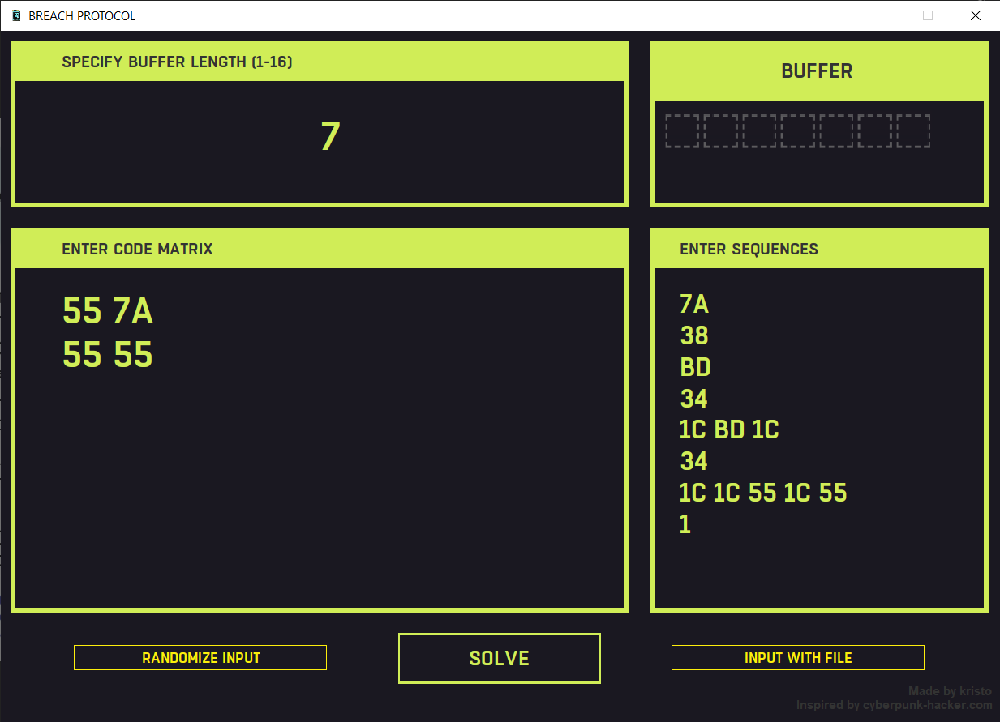 BREACH PROTOCOL
SPECIFY BUFFER LENGTH (1-16)
7
BUFFER
ENTER CODE MATRIX
55 7A
55 55
ENTER SEQUENCES
7A
38
BD
34
1C BD 1C
34
1C 1C 55 1C 55
1
RANDOMIZE INPUT
SOLVE
INPUT WITH FILE
Made by kristo
Inspired by cyberpunk-hacker.com